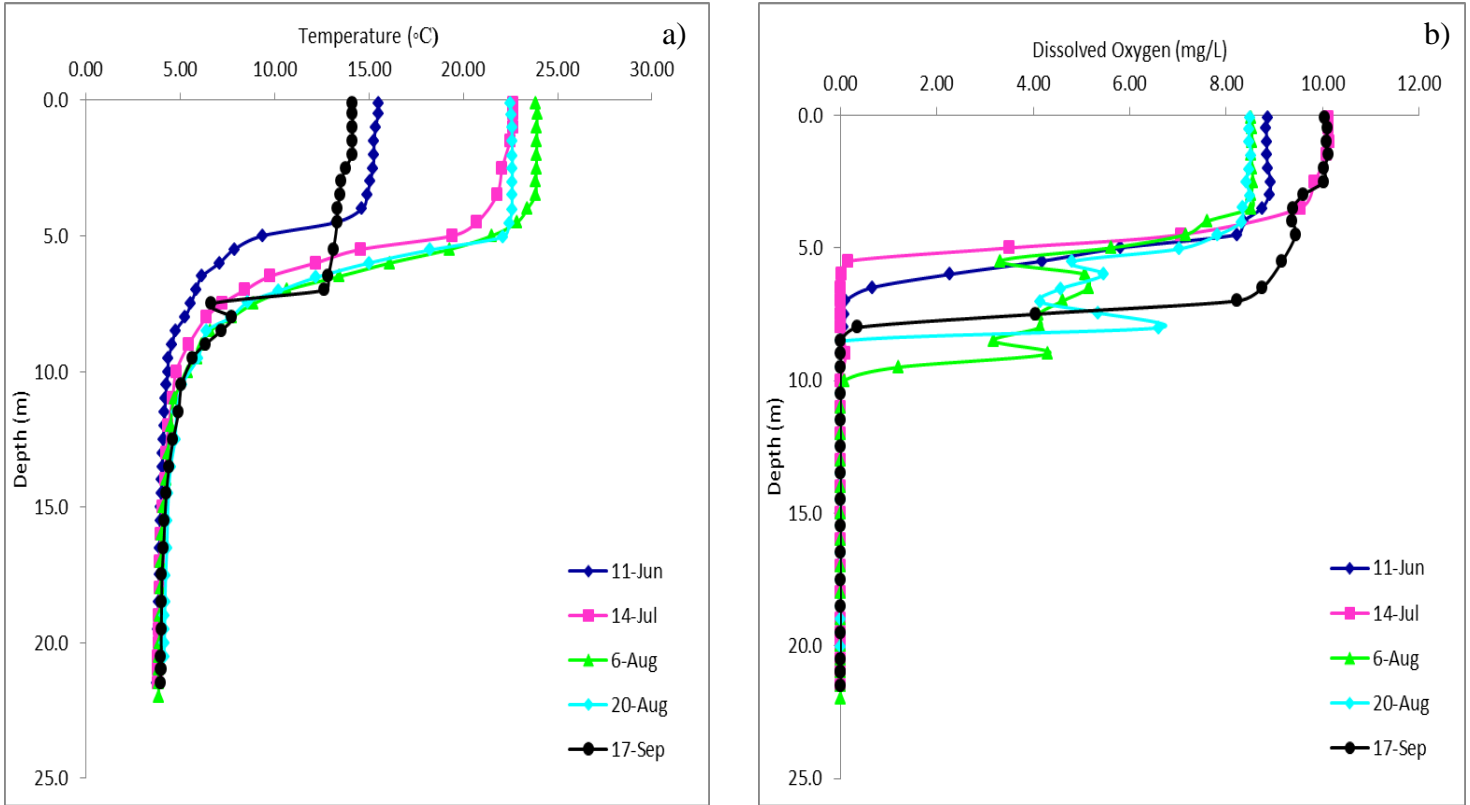 Temperature (◦C)
a)
0.00 5.00 10.00 15.00 20.00 25.00 30.00
0.0
5.0
10.0
15.0
20.0
25.0
Depth (m)
11-Jun
14-Jul
6-Aug
20-Aug
17-Sep
b)
Dissolved Oxygen (mg/L)
0.00 2.00 4.00 6.00 8.00 10.00 12.00
0.0
5.0
10.0
15.0
20.0
25.0
Depth (m)
11-Jun
14-Jul
6-Aug
20-Aug
17-Sep